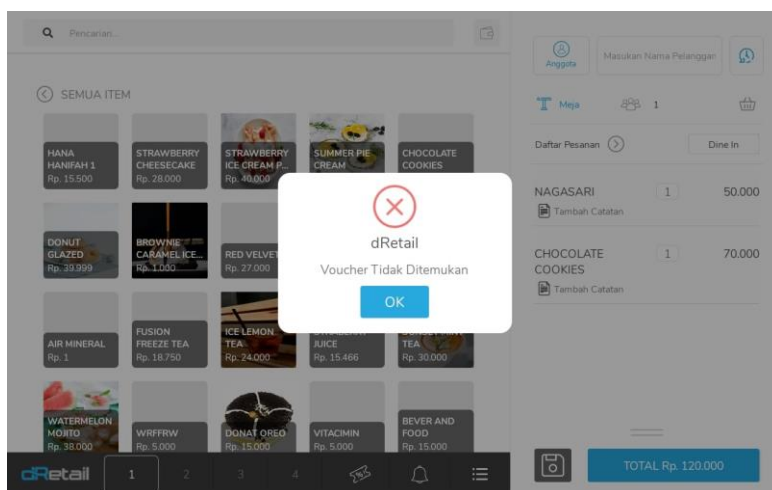 Pencarian...
SEMUA ITEM
HANA
HANIFAH 1
Rp. 15.500
STRAWBERRY
CHEESECAKE
Rp. 28.000
STRAWBERRY
ICE CREAM P...
Rp. 40.000
SUMMER PIE
CREAM
CHOCOLATE
COOKIES
DONUT
GLAZED
Rp. 39.999
BROWNIE
CARAMEL ICE...
Rp. 1.000
RED VELVET
Rp. 27.000
AIR MINERAL
Rp. 1
FUSION
FREEZE TEA
Rp. 18.750
ICE LEMON
TEA
Rp. 24.000
JUICE
Rp. 15.466
TEA
Rp. 30.000
WATERMELON
MOJITO
Rp. 38.000
WRFFRW
Rp. 5.000
DONAT OREO
Rp. 15.000
VITACIMIN
Rp. 5.000
BEVER AND
FOOD
Rp. 15.000
dRetail
1 2 3 4
dRetail
Voucher Tidak Ditemukan
OK
Anggota
Masukan Nama Pelanggan
Meja 1
Daftar Pesanan Dine In
NAGASARI 1 50.000
Tambah Catatan
CHOCOLATE 1 70.000
COOKIES
Tambah Catatan
TOTAL Rp. 120.000